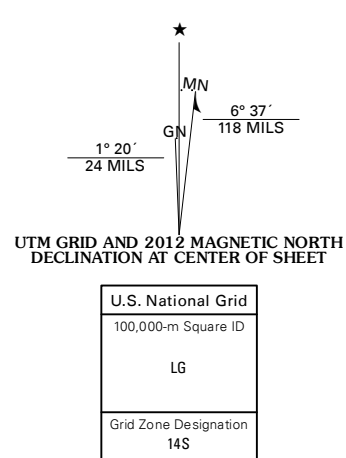 ★
MN
GN
6° 37´
118 MILS
1° 20´
24 MILS
UTM GRID AND 2012 MAGNETIC NORTH
DECLINATION AT CENTER OF SHEET
U.S. National Grid
100,000-m Square ID
LG
Grid Zone Designation
14S